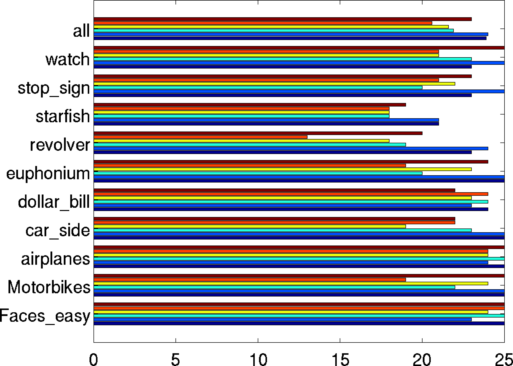 all
watch
stop_sign
starfish
revolver
euphonium
dollar_bill
car_side
airplanes
Motorbikes
Faces_easy
0 5 10 15 20 25